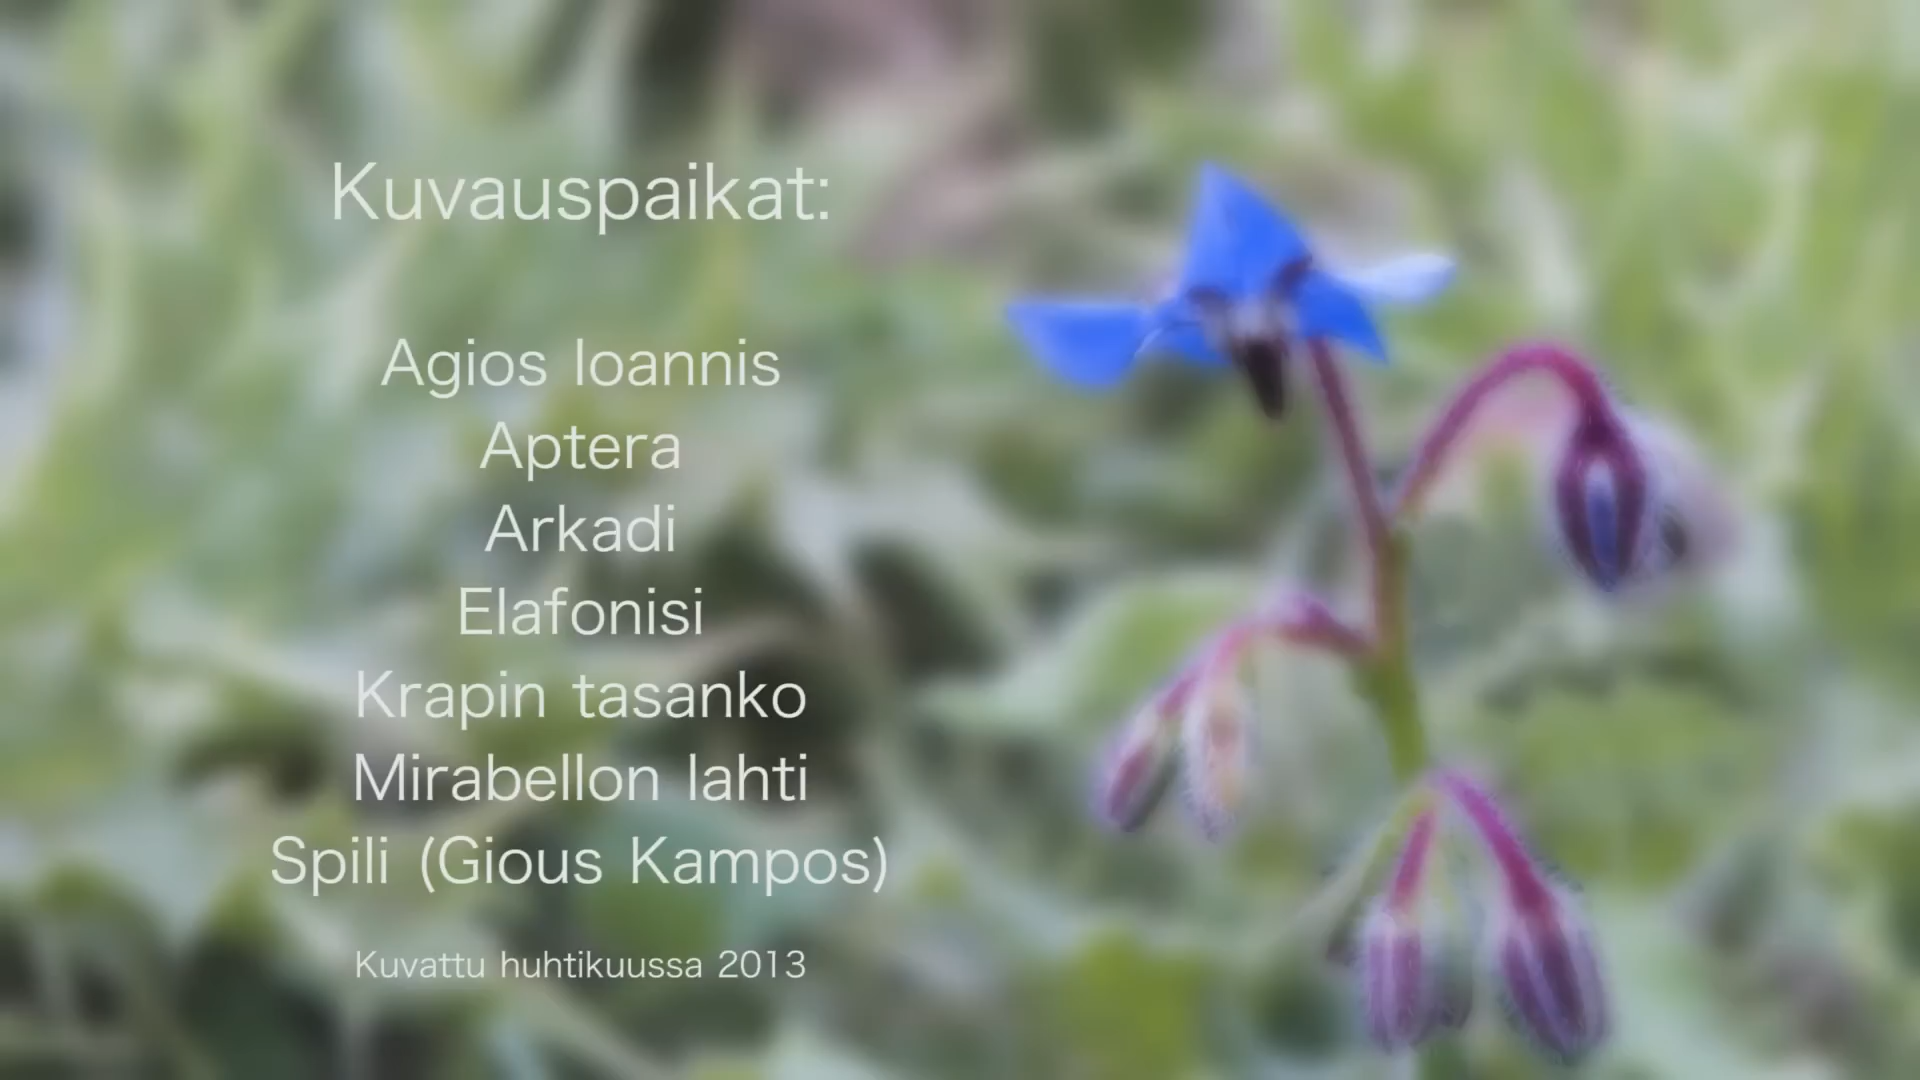 Kuvauspaikat:
Agios Ioannis
Aptera
Arkadi
Elafonisi
Krapin tasanko
Mirabellon lahti
Spili (Gious Kampos)
Kuvattu huhtikuussa 2013